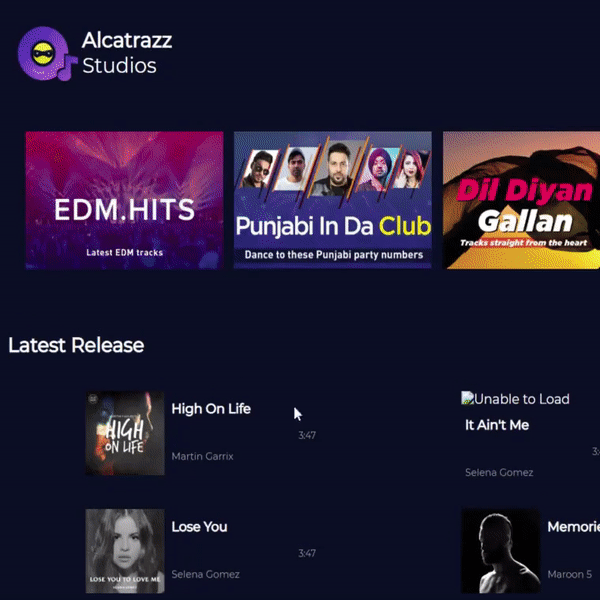 Alcatrazz
Studios
EDM.HITS
Latest EDM tracks
Punjabi In Da Club
Dance to these Punjabi party numbers
Dil Diyan
Gallan
Tracks straight from the heart
Latest Release
HIGH
ON LIFE
High On Life
3:47
Martin Garrix
Unable to Load
It Ain't Me
3:
Selena Gomez
LOSE YOU TO LOVE ME
Lose You
3:47
Selena Gomez
Memorie
Maroon 5